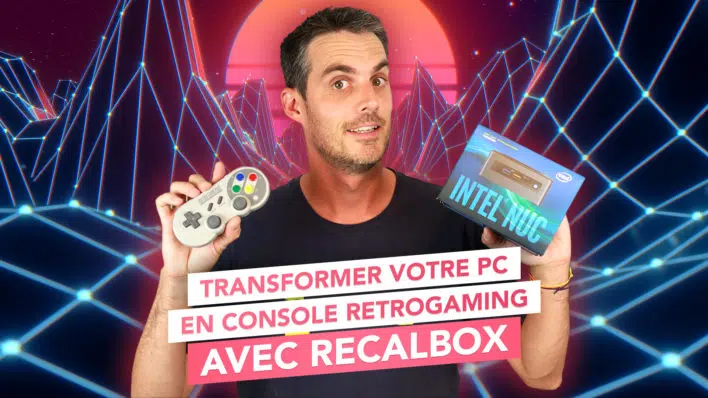 intel
INTEL NUC
TRANSFORMER VOTRE PC
EN CONSOLE RETROGAMING
AVEC RECALBOX